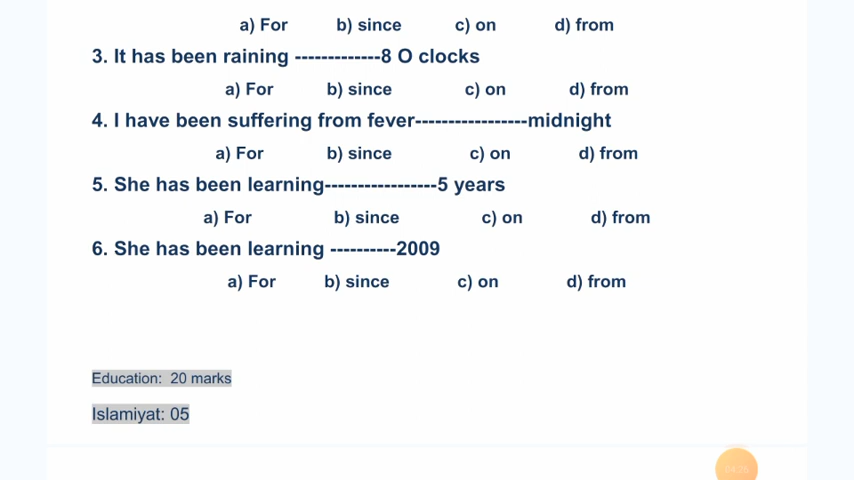 a) For b) since c) on d) from
3. It has been raining -------------8 O clocks
a) For b) since c) on d) from
4. I have been suffering from fever-----------------midnight
a) For b) since c) on d) from
5. She has been learning-----------------5 years
a) For b) since c) on d) from
6. She has been learning ----------2009
a) For b) since c) on d) from
Education: 20 marks
Islamiyat: 05